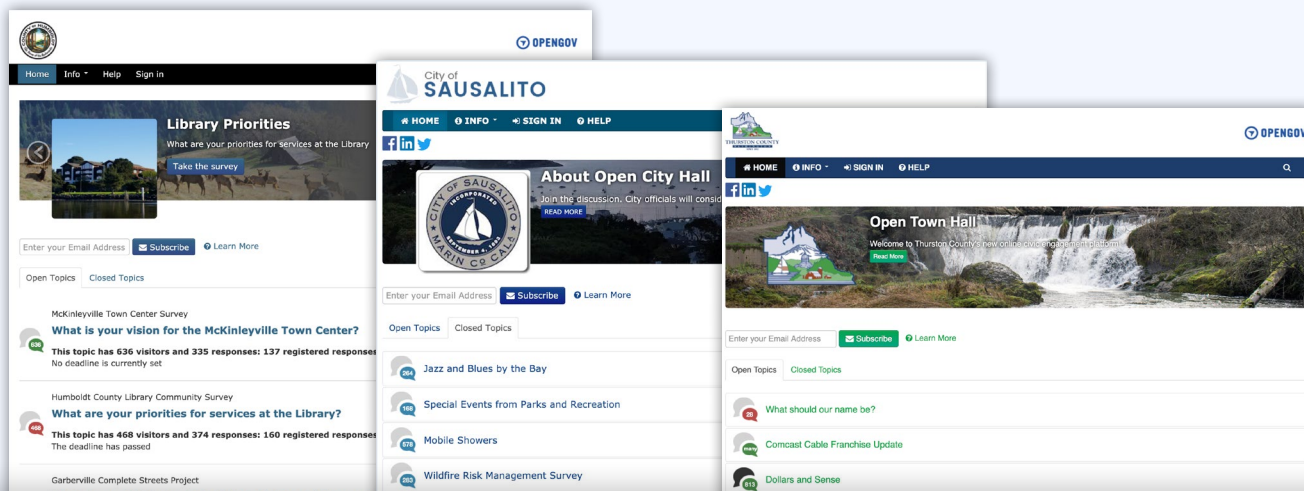 OPENGOV
Home Info Help Sign in
Library Priorities
What are your priorities for services at the Library
Take the survey
Enter your Email Address Subscribe Learn More
Open Topics Closed Topics
McKinleyville Town Center Survey
What is your vision for the McKinleyville Town Center?
636
This topic has 636 visitors and 335 responses: 137 registered responses
No deadline is currently set
Humboldt County Library Community Survey
What are your priorities for services at the Library?
468
This topic has 468 visitors and 374 responses: 160 registered responses
The deadline has passed
Garberville Complete Streets Project
City of
SAUSALITO
HOME INFO SIGN IN HELP
About Open City Hall
Join the discussion. City officials will consid
READ MORE
CITY OF SAUSALITO
INCORPORATED
SEPTEMBER 4, 1893
MARIN CO CALA
Enter your Email Address Subscribe Learn More
Open Topics Closed Topics
264 Jazz and Blues by the Bay
168 Special Events from Parks and Recreation
578 Mobile Showers
263 Wildfire Risk Management Survey
THURSTON COUNTY
OPENGOV
HOME INFO SIGN IN HELP
Open Town Hall
Welcome to Thurston County's new online civic engagement platform!
Read More
Enter your Email Address Subscribe Learn More
Open Topics Closed Topics
28 What should our name be?
many Comcast Cable Franchise Update
813 Dollars and Sense